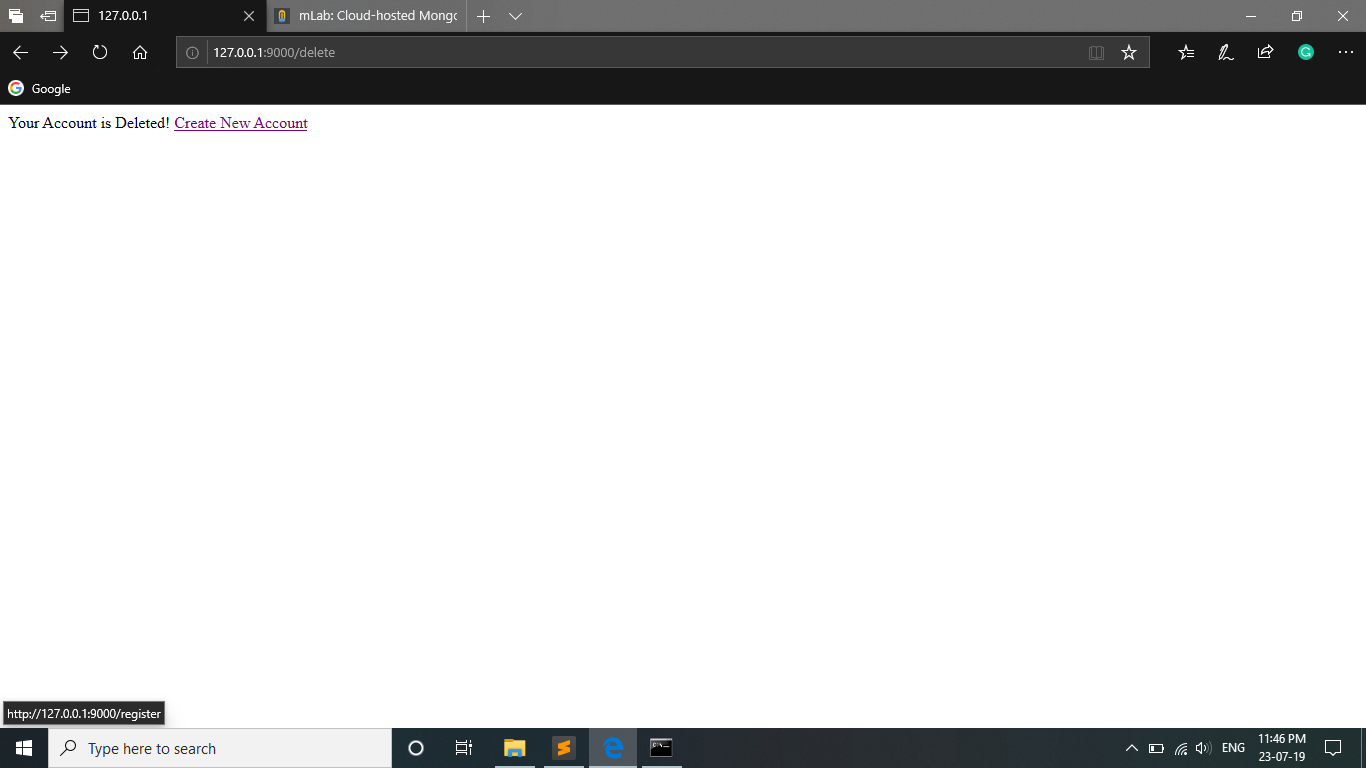 127.0.0.1
mLab: Cloud-hosted Mongo
127.0.0.1:9000/delete
Google
Your Account is Deleted! Create New Account
http://127.0.0.1:9000/register
Type here to search
ENG
11:46 PM
23-07-19